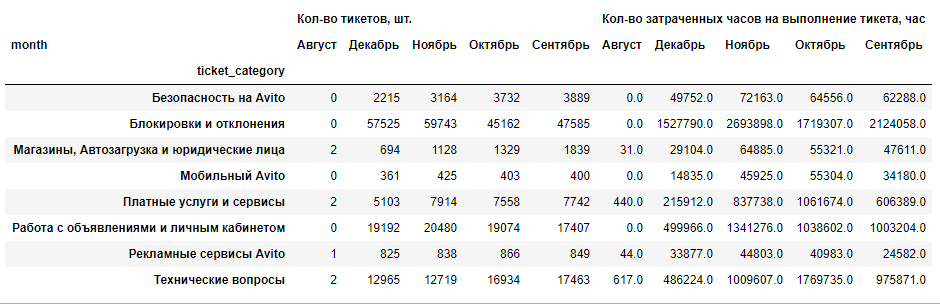 Кол-во тикетов, шт. Кол-во затраченных часов на выполнение тикета, час
month Август Декабрь Ноябрь Октябрь Сентябрь Август Декабрь Ноябрь Октябрь Сентябрь
ticket_category
Безопасность на Avito 0 2215 3164 3732 3889 0.0 49752.0 72163.0 64556.0 62288.0
Блокировки и отклонения 0 57525 59743 45162 47585 0.0 1527790.0 2693898.0 1719307.0 2124058.0
Магазины, Автозагрузка и юридические лица 2 694 1128 1329 1839 31.0 29104.0 64885.0 55321.0 47611.0
Мобильный Avito 0 361 425 403 400 0.0 14835.0 45925.0 55304.0 34180.0
Платные услуги и сервисы 2 5103 7914 7558 7742 440.0 215912.0 837738.0 1061674.0 606389.0
Работа с объявлениями и личным кабинетом 0 19192 20480 19074 17407 0.0 499966.0 1341276.0 1038602.0 1003204.0
Рекламные сервисы Avito 1 825 838 866 849 44.0 33877.0 44803.0 40983.0 24582.0
Технические вопросы 2 12965 12719 16934 17463 617.0 486224.0 1009607.0 1769735.0 975871.0